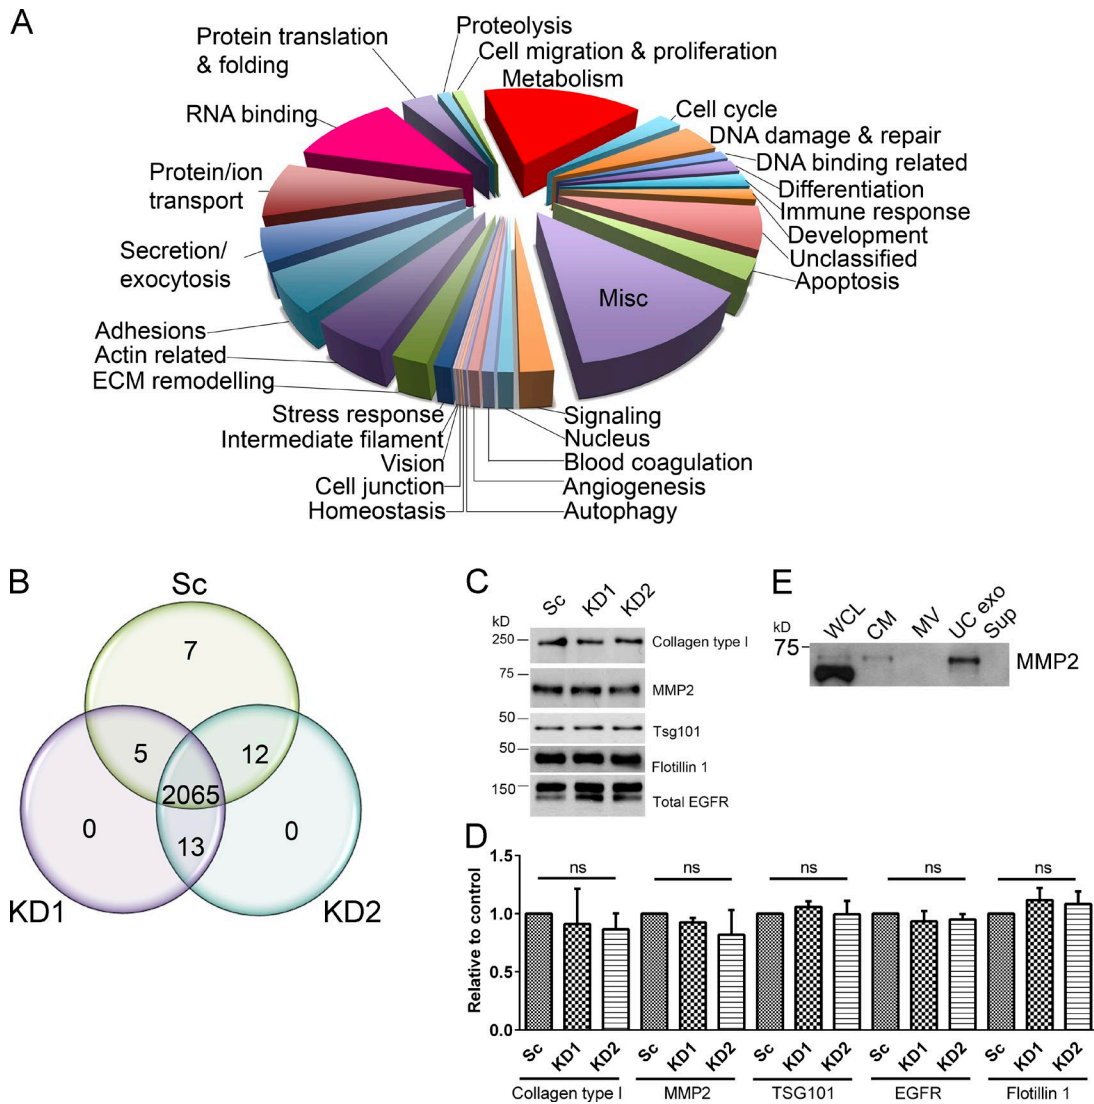 A
Protein translation
& folding
Proteolysis
Cell migration & proliferation
Metabolism
RNA binding
Cell cycle
DNA damage & repair
DNA binding related
Protein/ion
transport
Differentiation
Immune response
Development
Unclassified
Apoptosis
Secretion/
exocytosis
Misc
Adhesions
Actin related
ECM remodelling
Stress response
Intermediate filament
Vision
Cell junction
Homeostasis
Signaling
Nucleus
Blood coagulation
Angiogenesis
Autophagy
B
Sc
7
5
12
2065
0
13
0
KD1
KD2
C
Sc KD1 KD2
kD
250
Collagen type I
75
MMP2
50
Tsg101
50
Flotillin 1
150
Total EGFR
E
WCL CM MV UC exo Sup
kD
75
MMP2
D
Relative to control
1.5
1.0
0.5
0.0
ns ns ns ns ns
Sc KD1 KD2 Sc KD1 KD2 Sc KD1 KD2 Sc KD1 KD2 Sc KD1 KD2
Collagen type I MMP2 TSG101 EGFR Flotillin 1